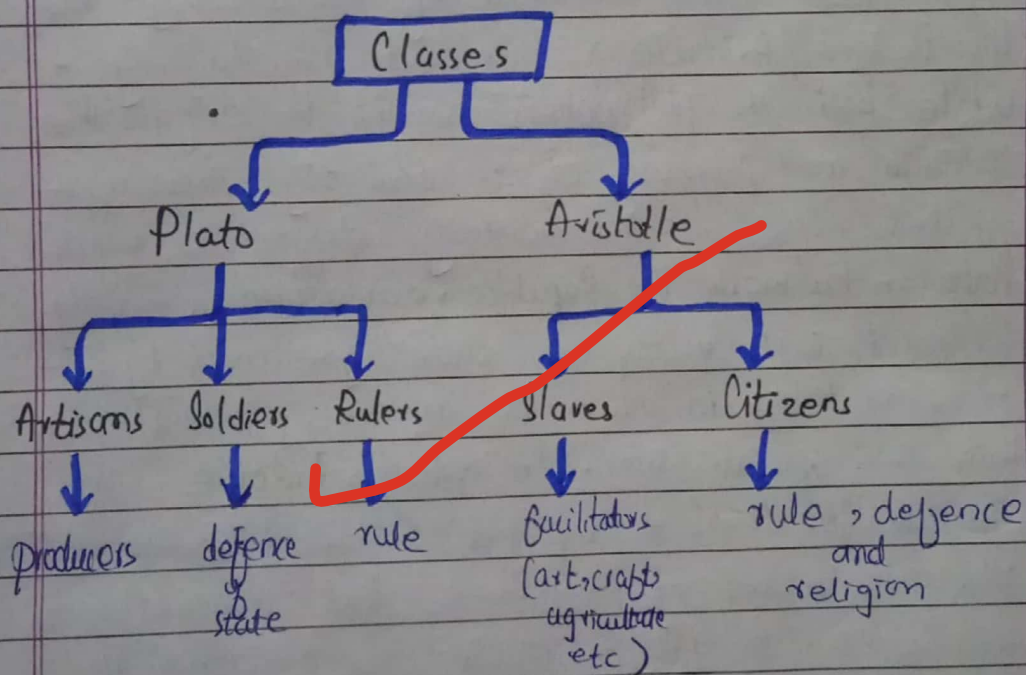 Classes
Plato Aristotle
Artisans Soldiers Rulers Slaves Citizens
producers defence of state rule facilitators (art, craft, agriculture etc) rule, defence and religion